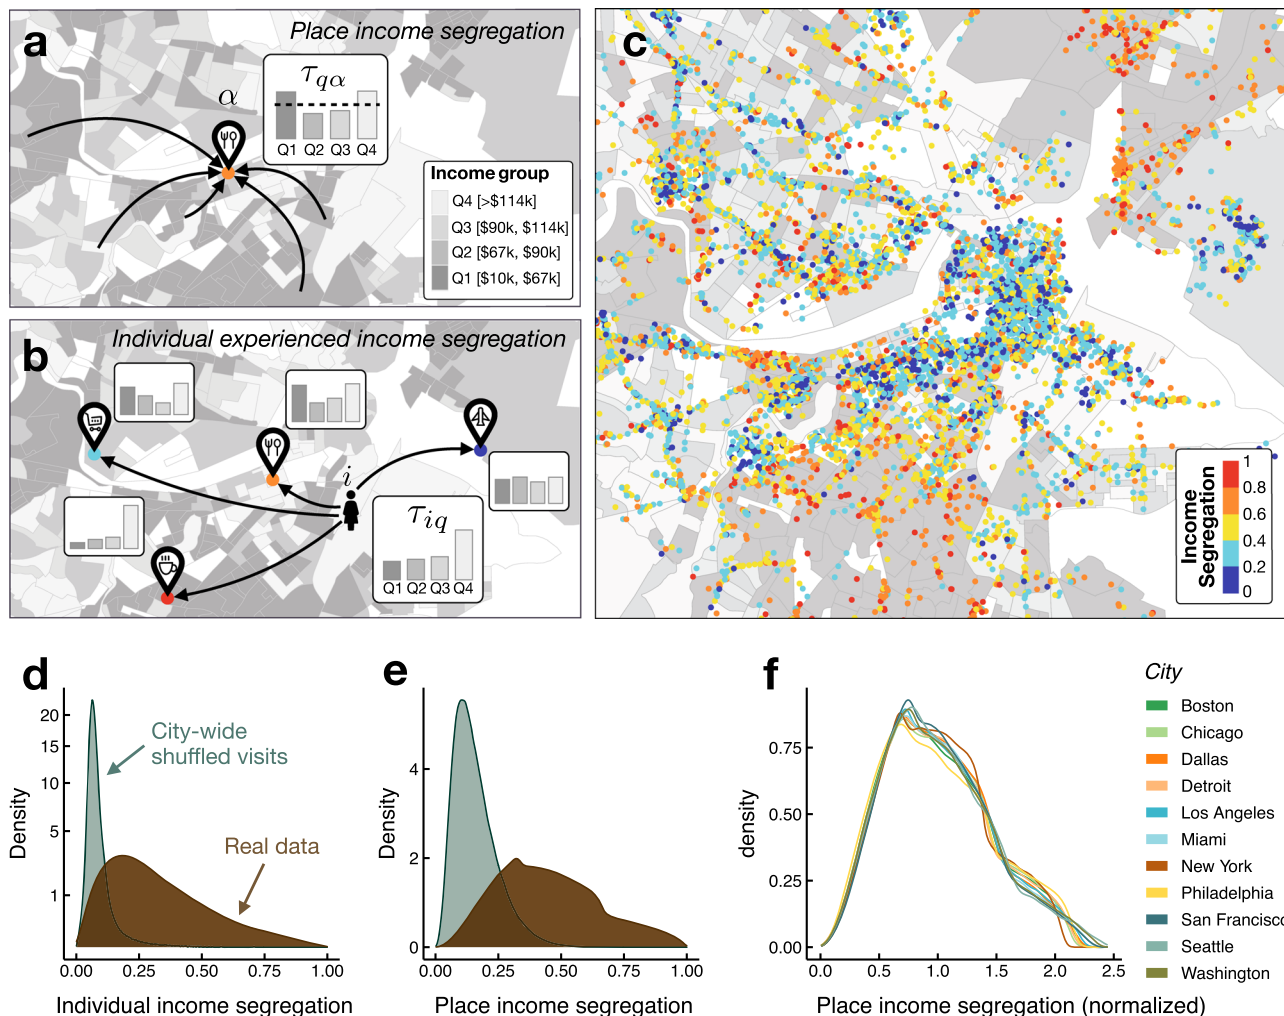 a
Place income segregation
τqα
α
Q1 Q2 Q3 Q4
Income group
Q4 [>$114k]
Q3 [$90k, $114k]
Q2 [$67k, $90k]
Q1 [$10k, $67k]
b
Individual experienced income segregation
i
τiq
Q1 Q2 Q3 Q4
c
Income
Segregation
1
0.8
0.6
0.4
0.2
0
d
Density
20
15
10
5
1
City-wide
shuffled visits
Real data
0.00 0.25 0.50 0.75 1.00
Individual income segregation
e
Density
4
2
0
0.00 0.25 0.50 0.75 1.00
Place income segregation
f
density
0.75
0.50
0.25
0.00
0.0 0.5 1.0 1.5 2.0 2.5
Place income segregation (normalized)
City
Boston
Chicago
Dallas
Detroit
Los Angeles
Miami
New York
Philadelphia
San Francisco
Seattle
Washington